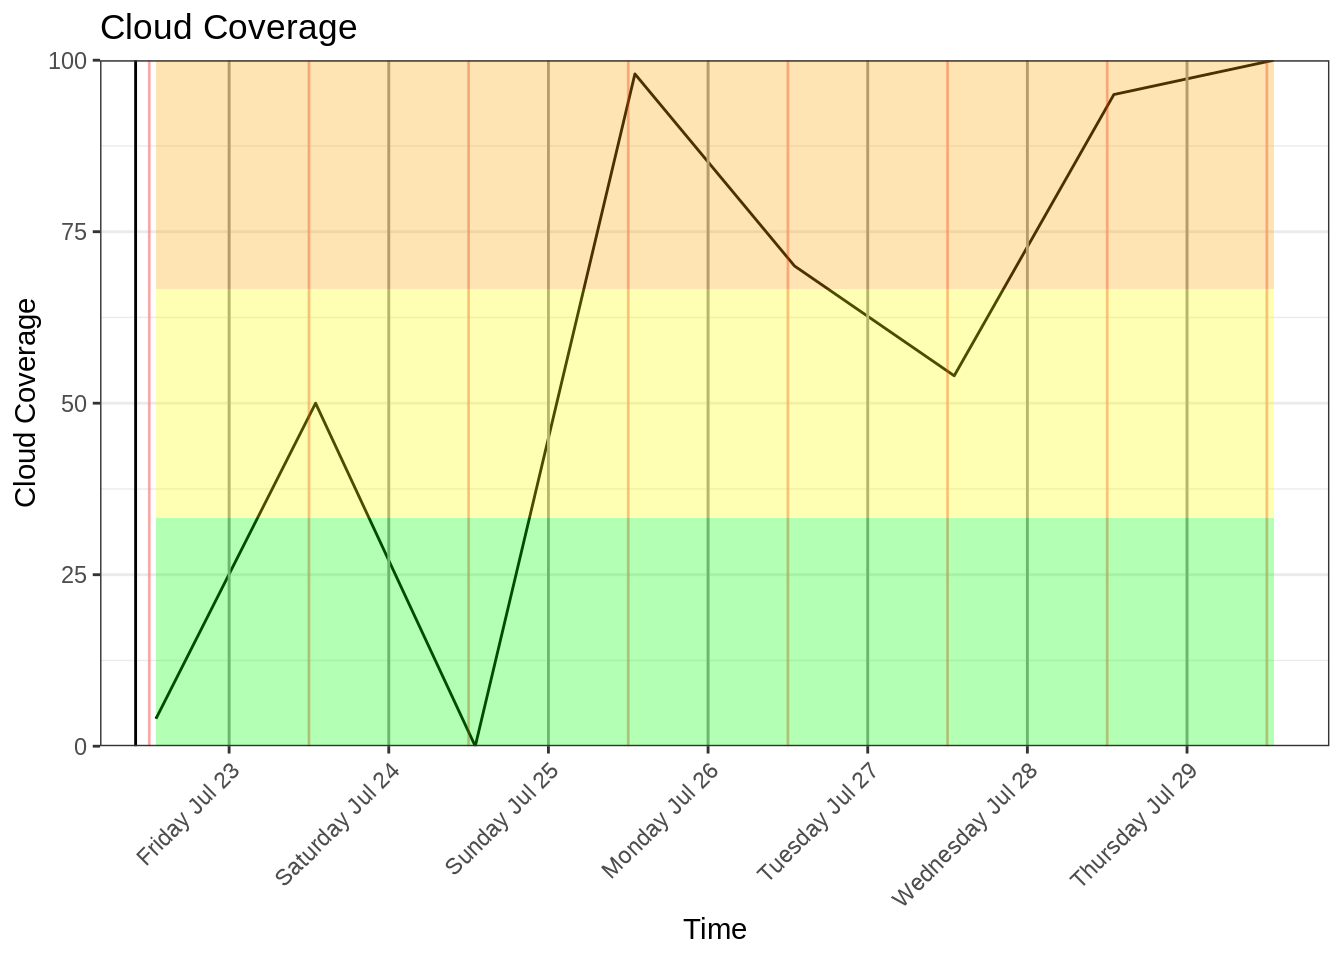 Cloud Coverage
100
75
50
25
0
Cloud Coverage
Friday Jul 23
Saturday Jul 24
Sunday Jul 25
Monday Jul 26
Tuesday Jul 27
Wednesday Jul 28
Thursday Jul 29
Time